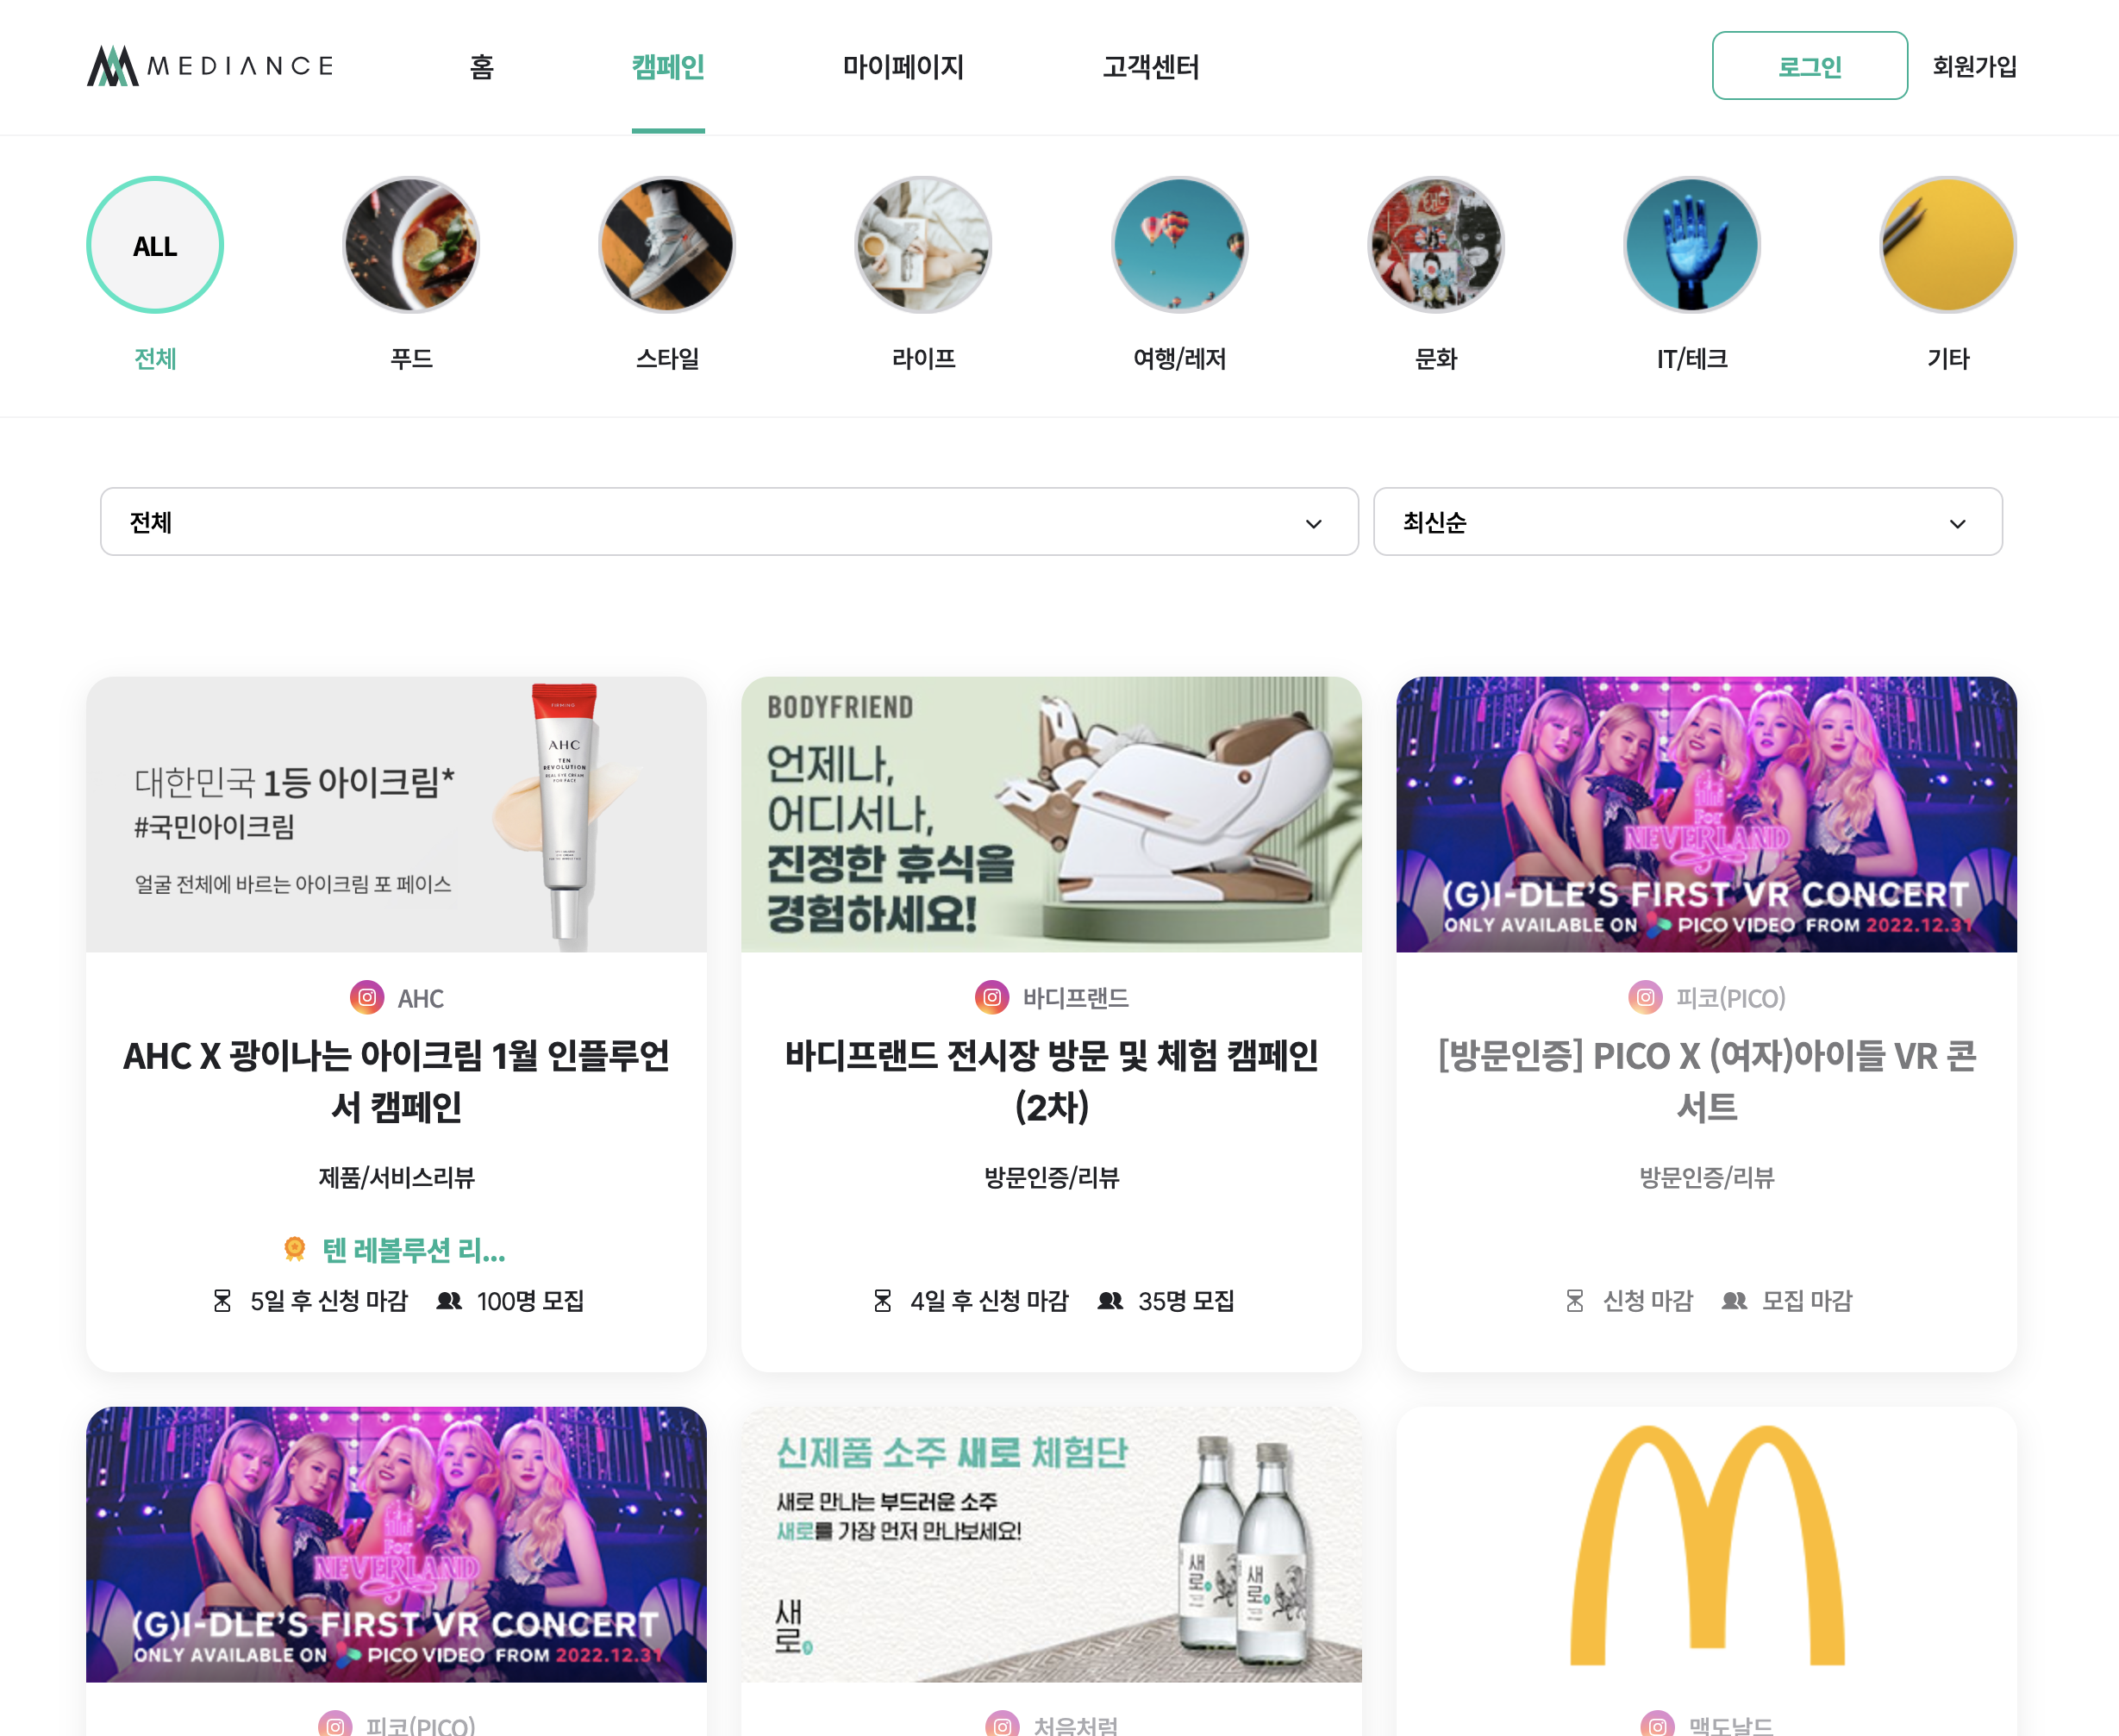 MEDIANCE
홈
캠페인
마이페이지
고객센터
로그인
회원가입
ALL
전체
푸드
스타일
라이프
여행/레저
문화
IT/테크
기타
전체
최신순
대한민국 1등 아이크림*
#국민아이크림
얼굴 전체에 바르는 아이크림 포 페이스
FIRMING
AHC
TEN
REVOLUTION
REAL EYE CREAM
FOR FACE
AHC
AHC X 광이나는 아이크림 1월 인플루언
서 캠페인
제품/서비스리뷰
텐 레볼루션 리...
5일 후 신청 마감
100명 모집
BODYFRIEND
언제나,
어디서나,
진정한 휴식을
경험하세요!
바디프랜드
바디프랜드 전시장 방문 및 체험 캠페인
(2차)
방문인증/리뷰
4일 후 신청 마감
35명 모집
For
NEVERLAND
(G)I-DLE'S FIRST VR CONCERT
ONLY AVAILABLE ON PICO VIDEO FROM 2022.12.31
피코(PICO)
[방문인증] PICO X (여자)아이들 VR 콘
서트
방문인증/리뷰
신청 마감
모집 마감
For
NEVERLAND
(G)I-DLE'S FIRST VR CONCERT
ONLY AVAILABLE ON PICO VIDEO FROM 2022.12.31
피코(PICO)
신제품 소주 새로 체험단
새로 만나는 부드러운 소주
새로를 가장 먼저 만나보세요!
새로
새로
새로
처음처럼
맥도날드